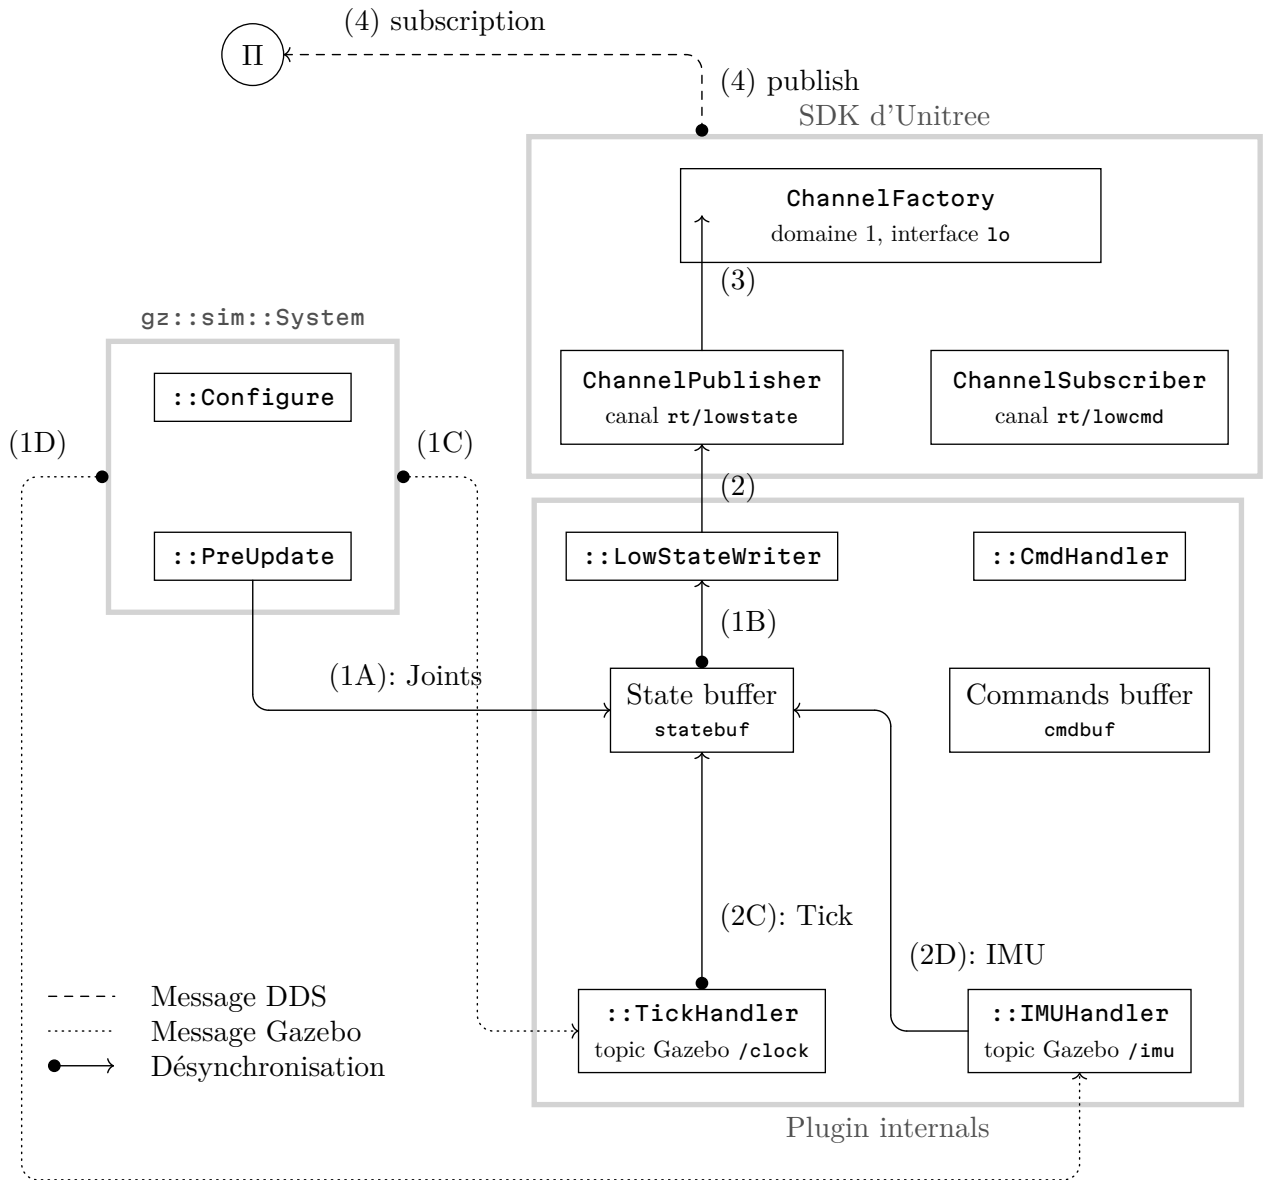 (4) subscription
Π
(4) publish
SDK d'Unitree
ChannelFactory
domaine 1, interface lo
(3)
gz::sim::System
::Configure
ChannelPublisher
canal rt/lowstate
ChannelSubscriber
canal rt/lowcmd
(1D)
(1C)
(2)
::PreUpdate
::LowStateWriter
::CmdHandler
(1B)
(1A): Joints
State buffer
statebuf
Commands buffer
cmdbuf
(2C): Tick
(2D): IMU
Message DDS
Message Gazebo
Désynchronisation
::TickHandler
topic Gazebo /clock
::IMUHandler
topic Gazebo /imu
Plugin internals